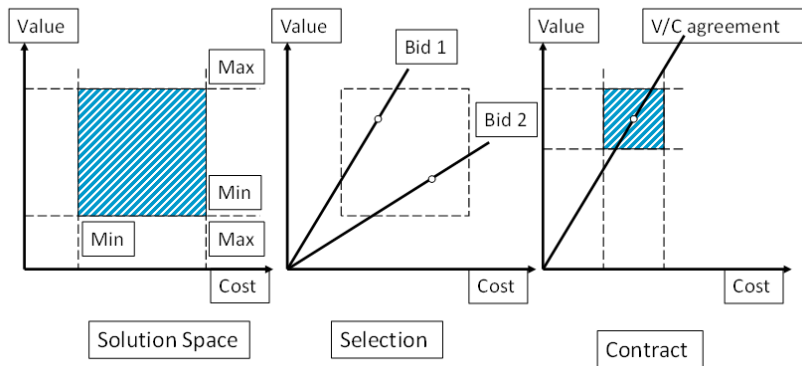 Value
Max
Min
Min
Max
Cost
Solution Space
Value
Bid 1
Bid 2
Cost
Selection
Value
V/C agreement
Cost
Contract